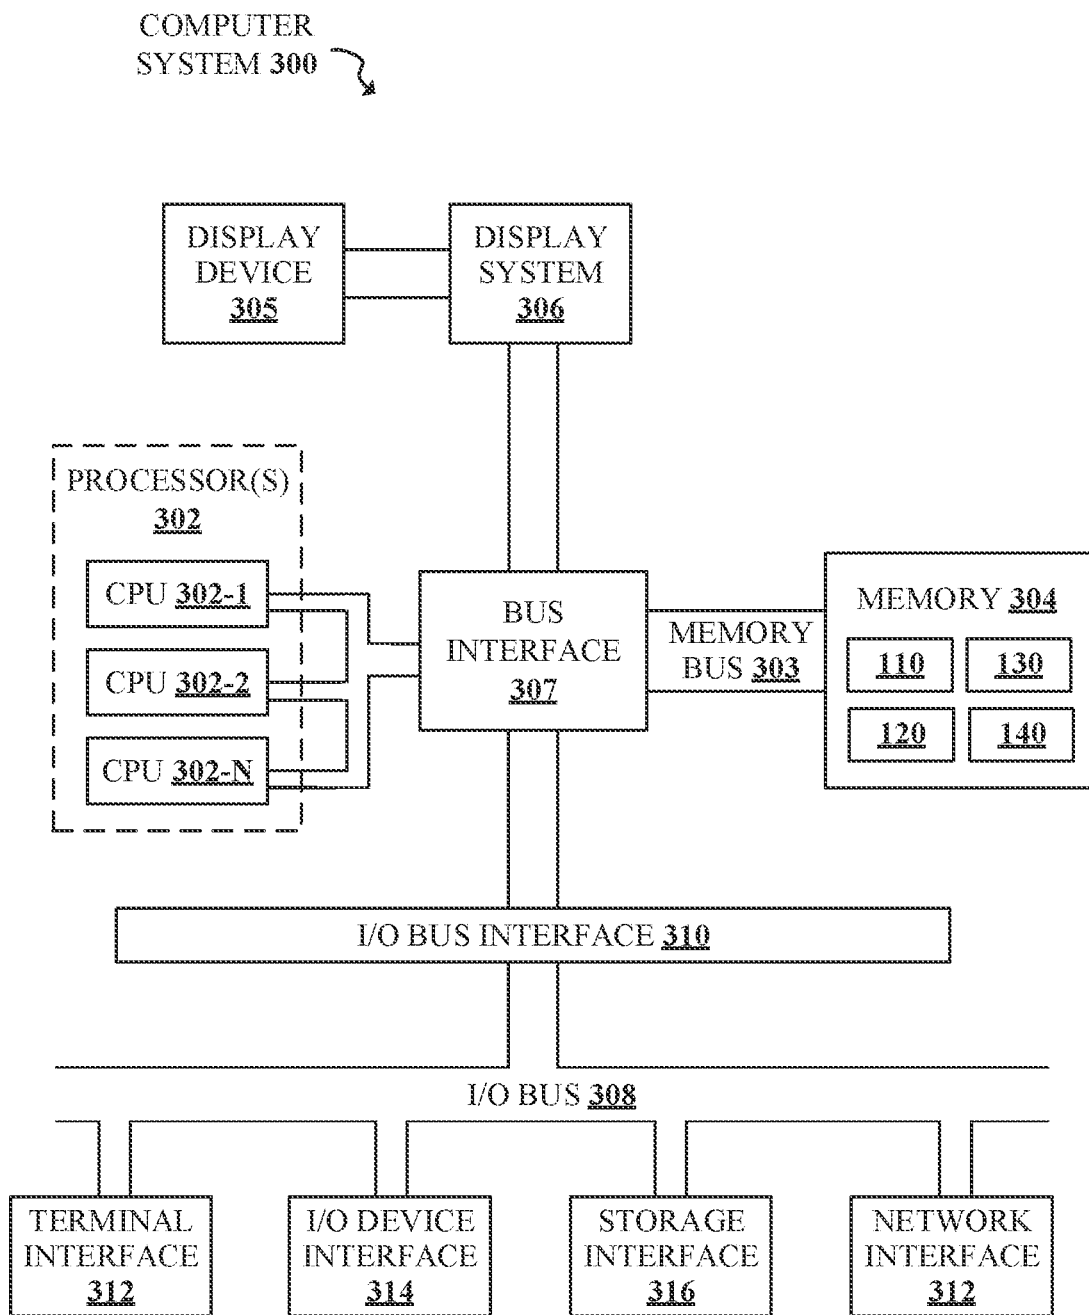 COMPUTER
SYSTEM 300
DISPLAY
DEVICE
305
DISPLAY
SYSTEM
306
PROCESSOR(S)
302
CPU 302-1
CPU 302-2
CPU 302-N
BUS
INTERFACE
307
MEMORY
BUS 303
MEMORY 304
110
130
120
140
I/O BUS INTERFACE 310
I/O BUS 308
TERMINAL
INTERFACE
312
I/O DEVICE
INTERFACE
314
STORAGE
INTERFACE
316
NETWORK
INTERFACE
312